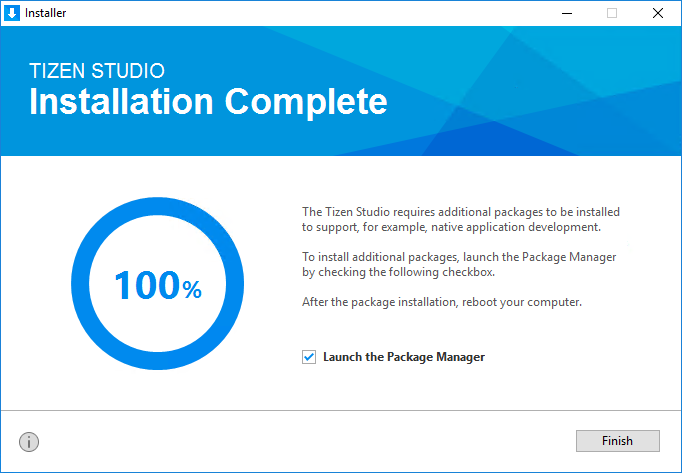 Installer
TIZEN STUDIO
Installation Complete
100%
The Tizen Studio requires additional packages to be installed
to support, for example, native application development.
To install additional packages, launch the Package Manager
by checking the following checkbox.
After the package installation, reboot your computer.
Launch the Package Manager
Finish